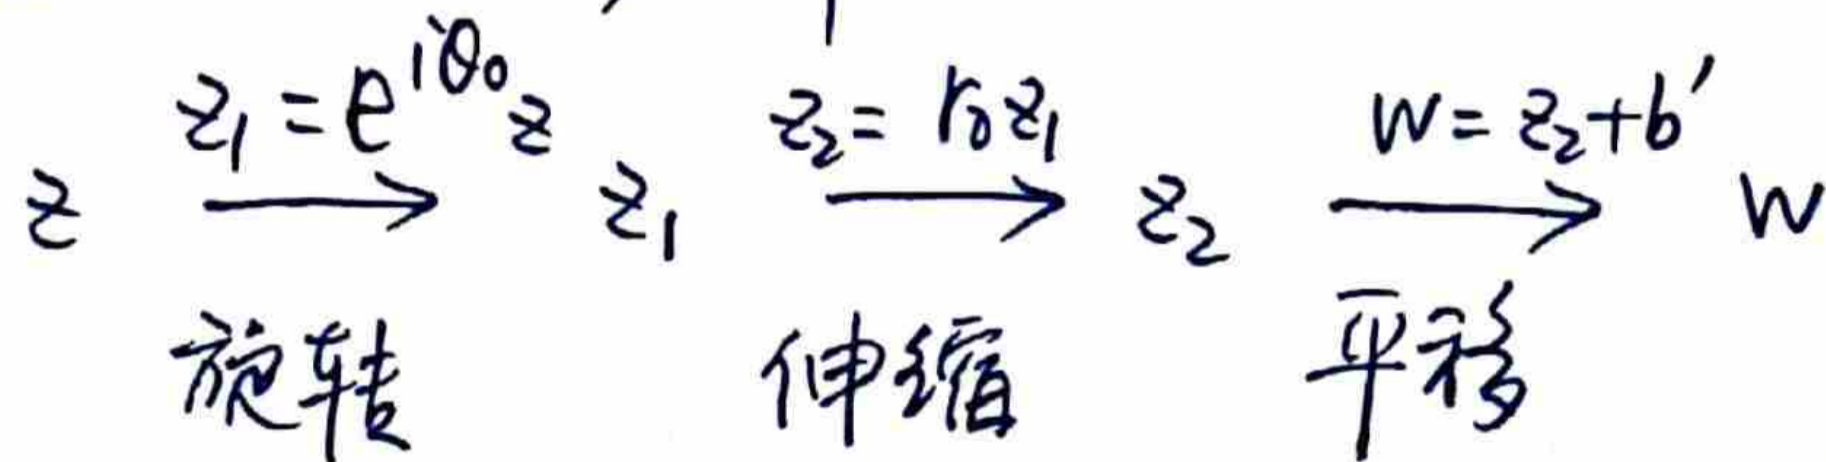 z₁ = e^{iθ₀}z   z₂ = r₀z₁   w = z₂ + b′
z ⟶ z₁ ⟶ z₂ ⟶ w
旋转   伸缩   平移